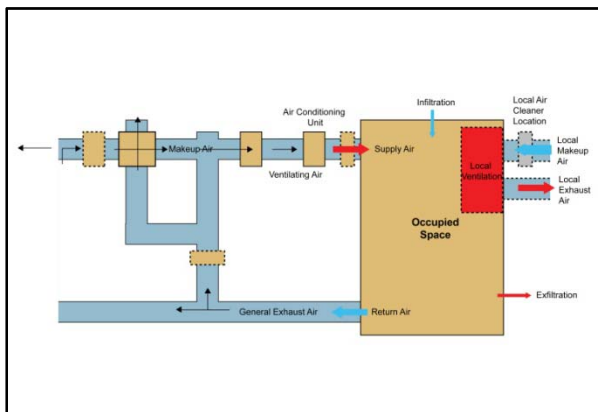 Air Conditioning
Unit
Infiltration
Local Air
Cleaner
Location
Makeup Air
Supply Air
Local
Makeup
Air
Ventilating Air
Local
Ventilation
Local
Exhaust
Air
Occupied
Space
Exfiltration
General Exhaust Air
Return Air